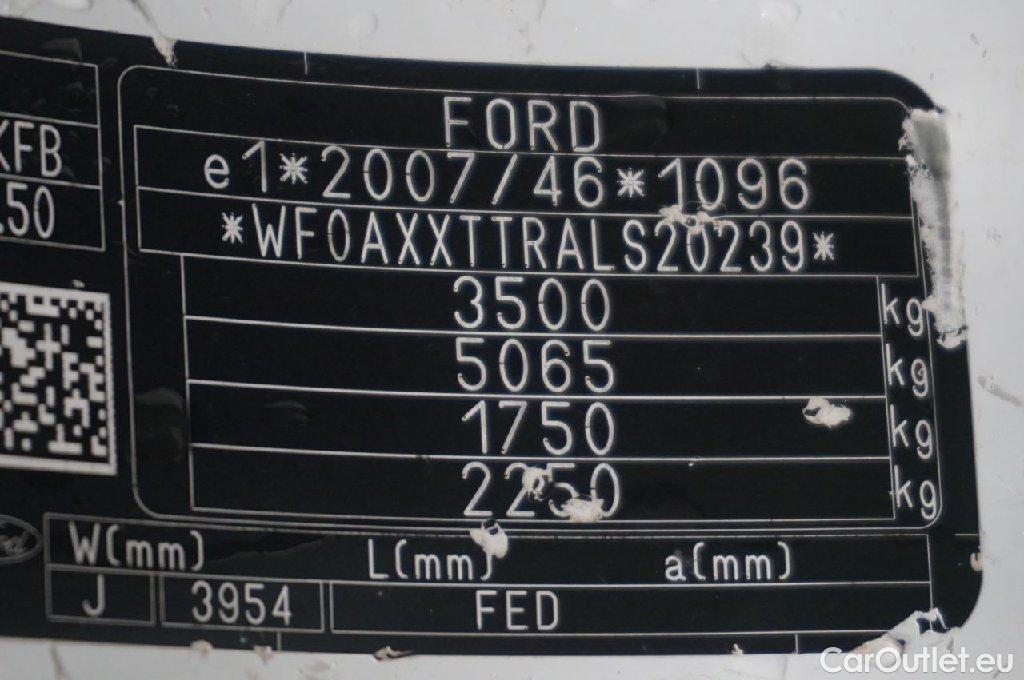 FORD
KFB
e1*2007/46*1096
.50
*WF0AXXTTRALS20239*
3500 kg
5065 kg
1750 kg
2250 kg
W(mm) L(mm) a(mm)
J 3954 FED
CarOutlet.eu